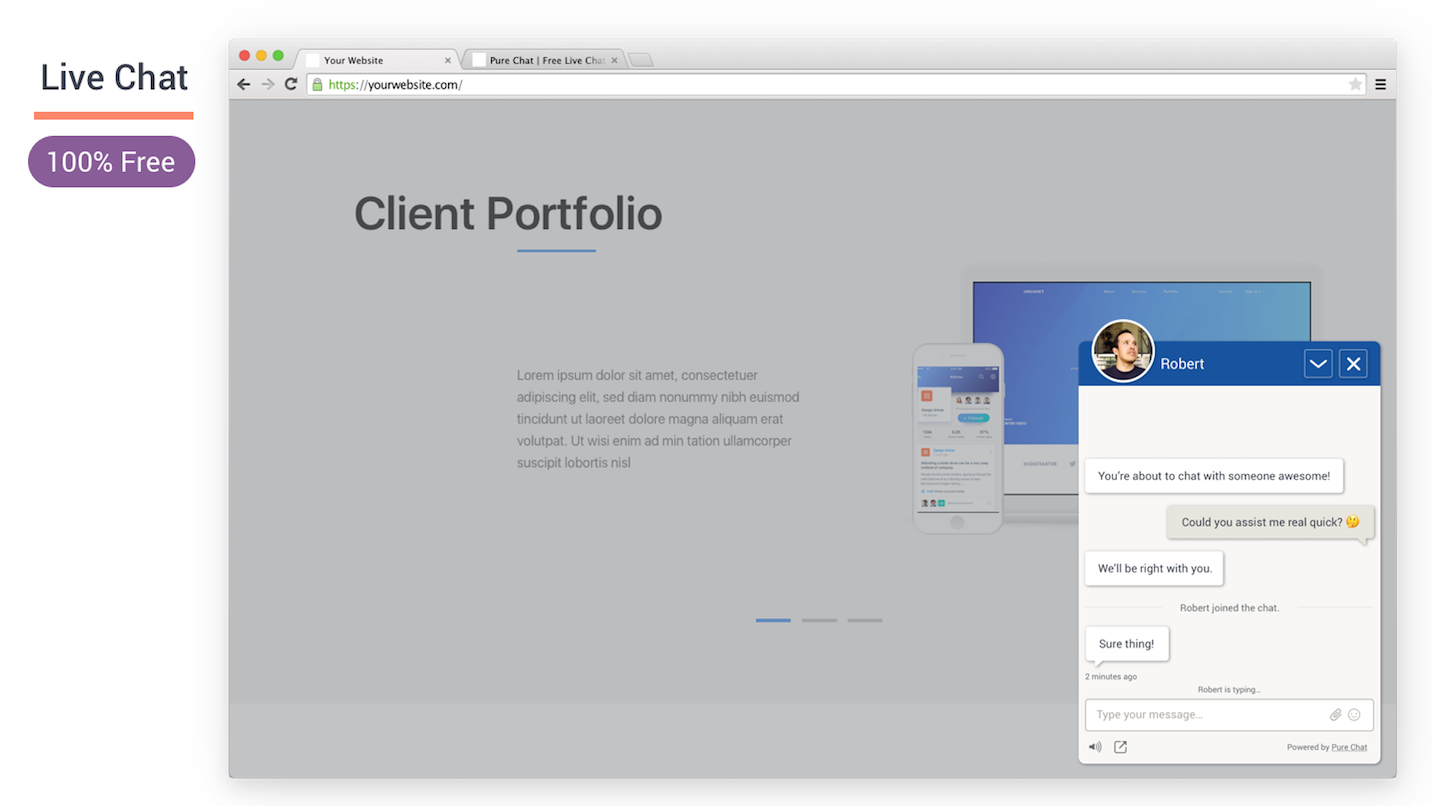 Live Chat
100% Free
Your Website
Pure Chat | Free Live Chat
https://yourwebsite.com/
Client Portfolio
Lorem ipsum dolor sit amet, consectetuer
adipiscing elit, sed diam nonummy nibh euismod
tincidunt ut laoreet dolore magna aliquam erat
volutpat. Ut wisi enim ad min tation ullamcorper
suscipit lobortis nisl
KICKSTARTER
Robert
You're about to chat with someone awesome!
Could you assist me real quick? 🤔
We'll be right with you.
Robert joined the chat.
Sure thing!
2 minutes ago
Robert is typing…
Type your message…
Powered by Pure Chat